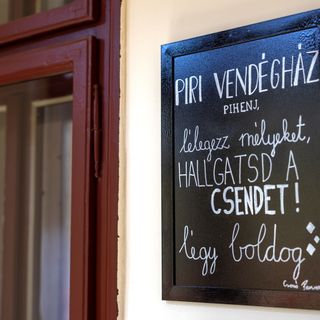 PIRI VENDÉGHÁZ
PIHENJ,
lélegezz mélyeket,
HALLGATSD A
CSENDET!
légy boldog